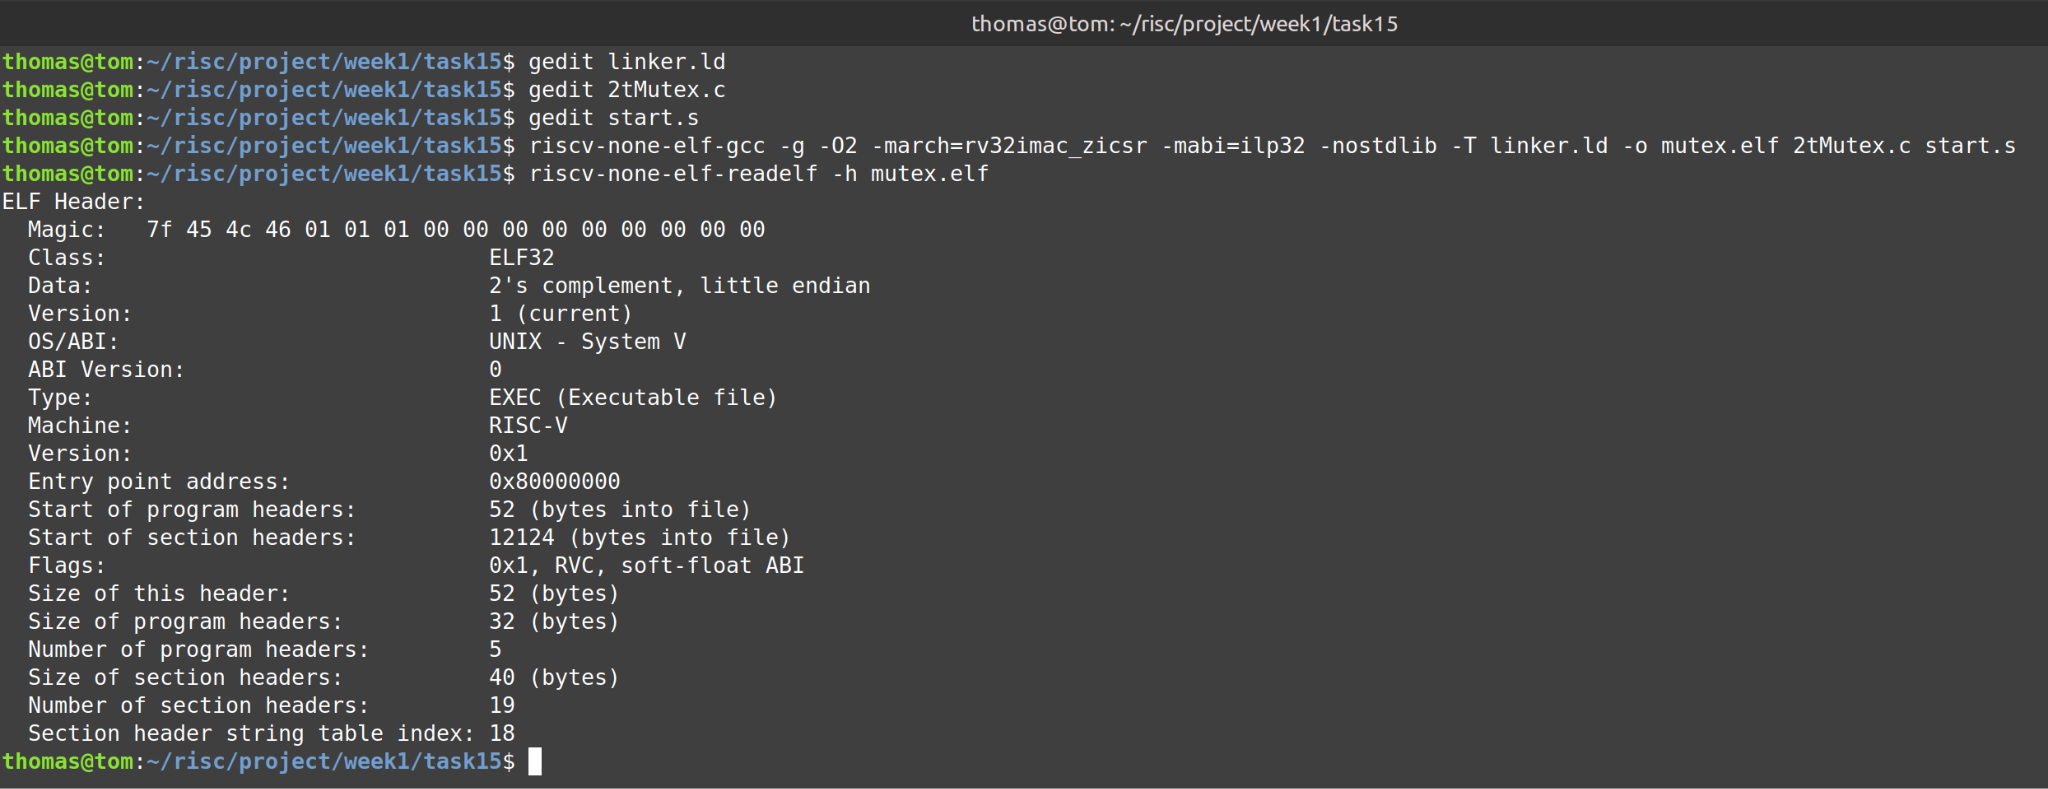 thomas@tom: ~/risc/project/week1/task15
thomas@tom:~/risc/project/week1/task15$ gedit linker.ld
thomas@tom:~/risc/project/week1/task15$ gedit 2tMutex.c
thomas@tom:~/risc/project/week1/task15$ gedit start.s
thomas@tom:~/risc/project/week1/task15$ riscv-none-elf-gcc -g -O2 -march=rv32imac_zicsr -mabi=ilp32 -nostdlib -T linker.ld -o mutex.elf 2tMutex.c start.s
thomas@tom:~/risc/project/week1/task15$ riscv-none-elf-readelf -h mutex.elf
ELF Header:
  Magic:   7f 45 4c 46 01 01 01 00 00 00 00 00 00 00 00 00
  Class:                             ELF32
  Data:                              2's complement, little endian
  Version:                           1 (current)
  OS/ABI:                            UNIX - System V
  ABI Version:                       0
  Type:                              EXEC (Executable file)
  Machine:                           RISC-V
  Version:                           0x1
  Entry point address:               0x80000000
  Start of program headers:          52 (bytes into file)
  Start of section headers:          12124 (bytes into file)
  Flags:                             0x1, RVC, soft-float ABI
  Size of this header:               52 (bytes)
  Size of program headers:           32 (bytes)
  Number of program headers:         5
  Size of section headers:           40 (bytes)
  Number of section headers:         19
  Section header string table index: 18
thomas@tom:~/risc/project/week1/task15$